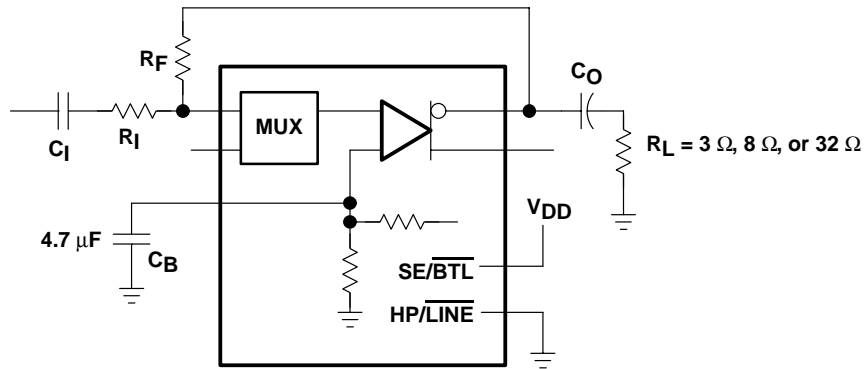 RF
CO
CI
RI
MUX
RL = 3 Ω, 8 Ω, or 32 Ω
VDD
4.7 μF
CB
SE/BTL
HP/LINE